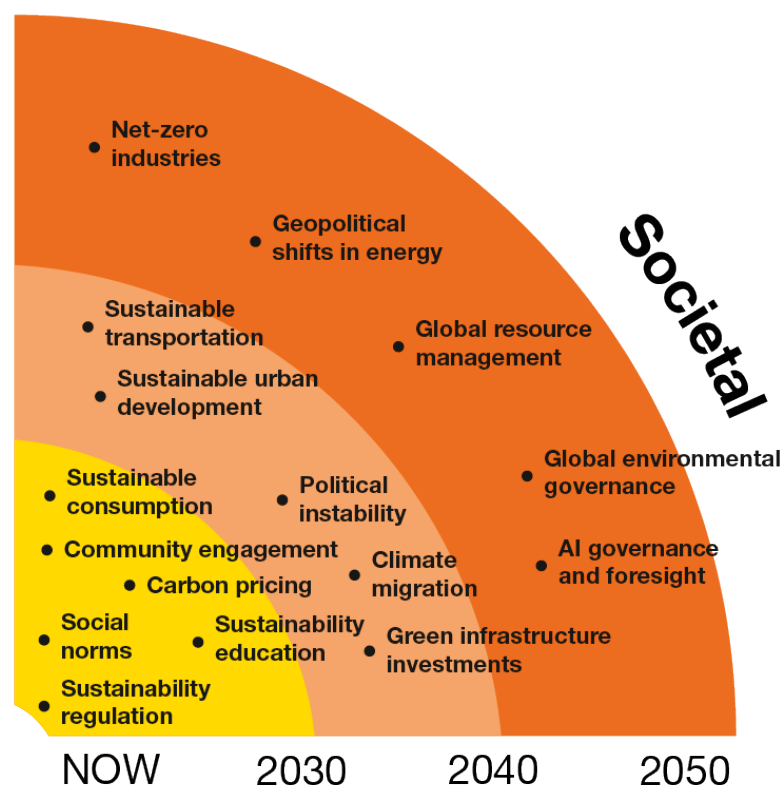 Net-zero
industries
Geopolitical
shifts in energy
Societal
Sustainable
transportation
Global resource
management
Sustainable urban
development
Global environmental
governance
Sustainable
consumption
Political
instability
Community engagement
AI governance
and foresight
Climate
migration
Carbon pricing
Social
norms
Sustainability
education
Green infrastructure
investments
Sustainability
regulation
NOW
2030
2040
2050